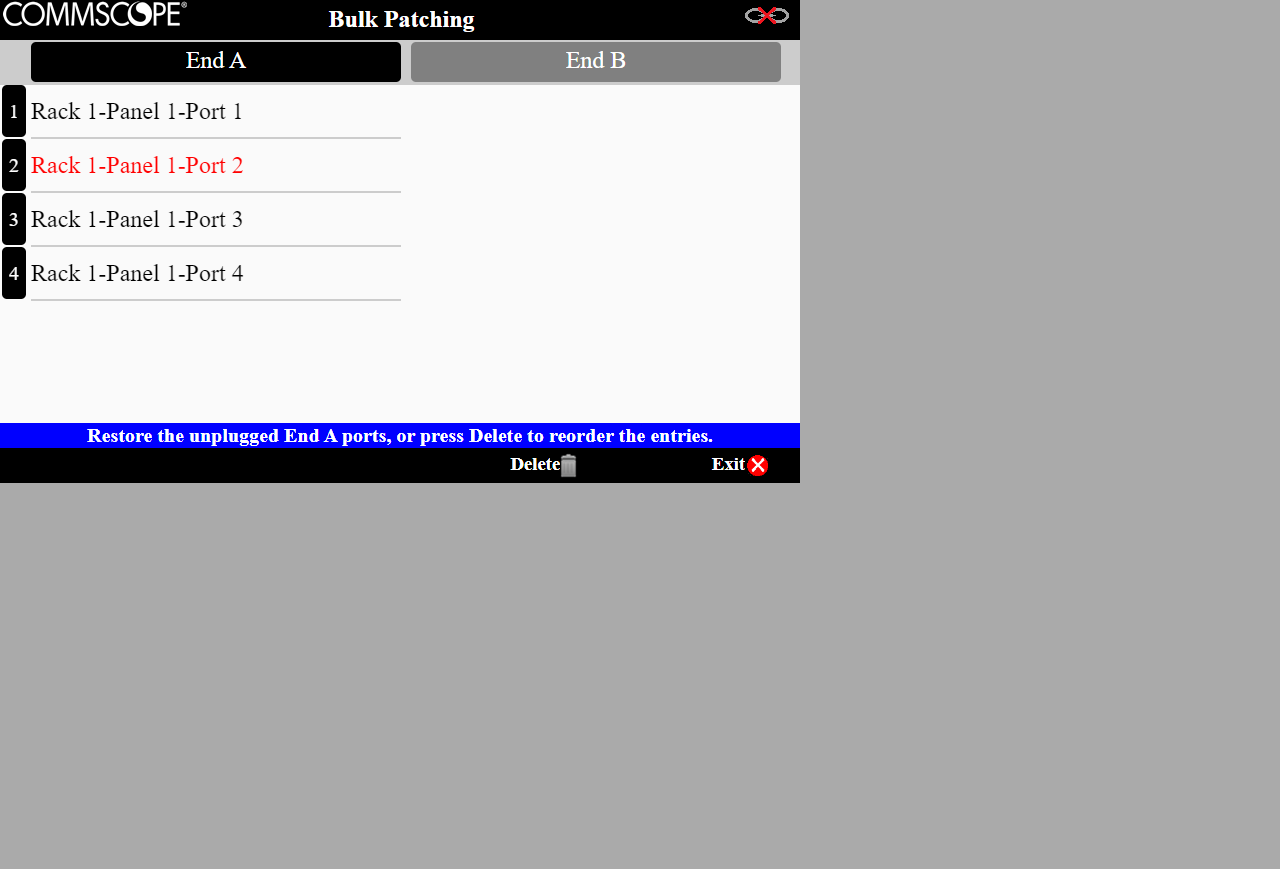 COMMSCOPE®
Bulk Patching
End A
End B
1 Rack 1-Panel 1-Port 1
2 Rack 1-Panel 1-Port 2
3 Rack 1-Panel 1-Port 3
4 Rack 1-Panel 1-Port 4
Restore the unplugged End A ports, or press Delete to reorder the entries.
Delete
Exit